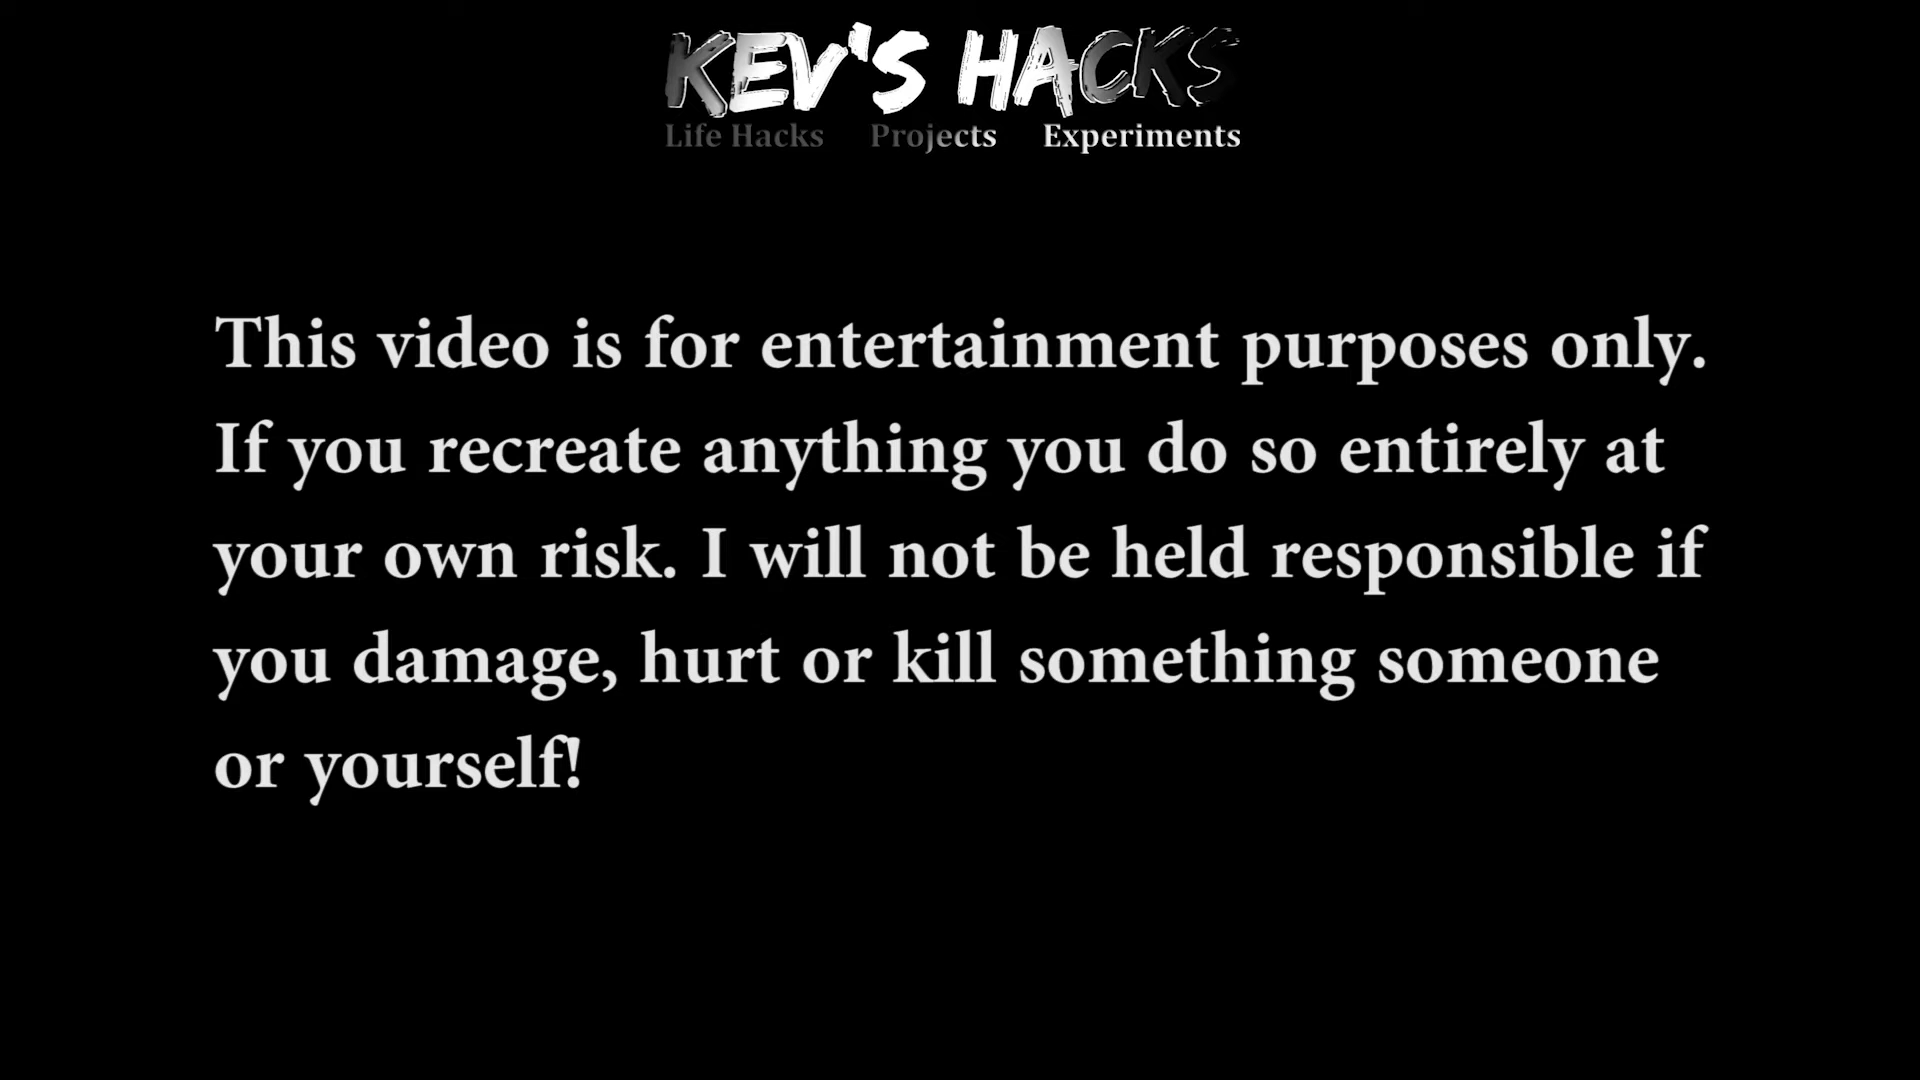 KEV'S HACKS
Life Hacks Projects Experiments
This video is for entertainment purposes only.
If you recreate anything you do so entirely at
your own risk. I will not be held responsible if
you damage, hurt or kill something someone
or yourself!